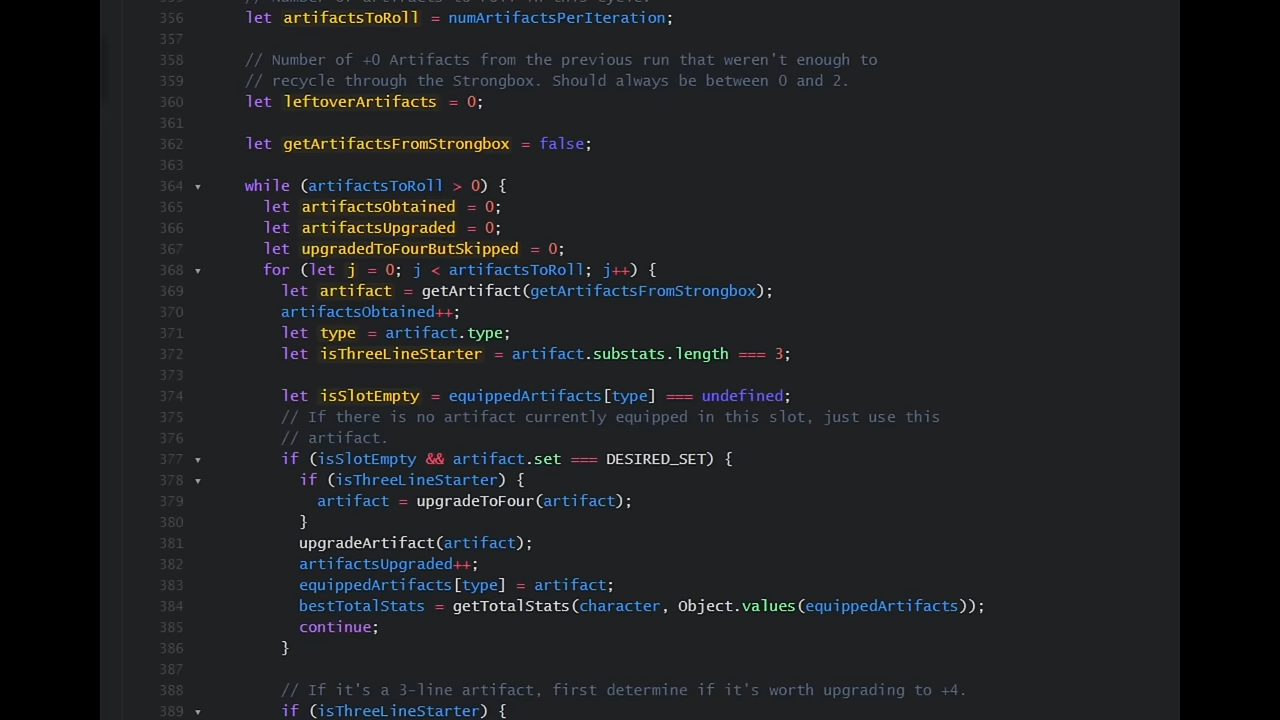 356 let artifactsToRoll = numArtifactsPerIteration;
357
358 // Number of +0 Artifacts from the previous run that weren't enough to
359 // recycle through the Strongbox. Should always be between 0 and 2.
360 let leftoverArtifacts = 0;
361
362 let getArtifactsFromStrongbox = false;
363
364 ▾ while (artifactsToRoll > 0) {
365 let artifactsObtained = 0;
366 let artifactsUpgraded = 0;
367 let upgradedToFourButSkipped = 0;
368 ▾ for (let j = 0; j < artifactsToRoll; j++) {
369 let artifact = getArtifact(getArtifactsFromStrongbox);
370 artifactsObtained++;
371 let type = artifact.type;
372 let isThreeLineStarter = artifact.substats.length === 3;
373
374 let isSlotEmpty = equippedArtifacts[type] === undefined;
375 // If there is no artifact currently equipped in this slot, just use this
376 // artifact.
377 ▾ if (isSlotEmpty && artifact.set === DESIRED_SET) {
378 ▾ if (isThreeLineStarter) {
379 artifact = upgradeToFour(artifact);
380 }
381 upgradeArtifact(artifact);
382 artifactsUpgraded++;
383 equippedArtifacts[type] = artifact;
384 bestTotalStats = getTotalStats(character, Object.values(equippedArtifacts));
385 continue;
386 }
387
388 // If it's a 3-line artifact, first determine if it's worth upgrading to +4.
389 ▾ if (isThreeLineStarter) {